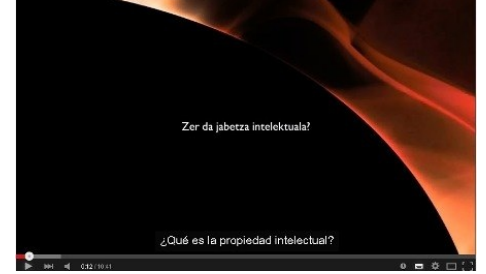 Zer da jabetza intelektuala?
¿Qué es la propiedad intelectual?
0:12 / 10:41